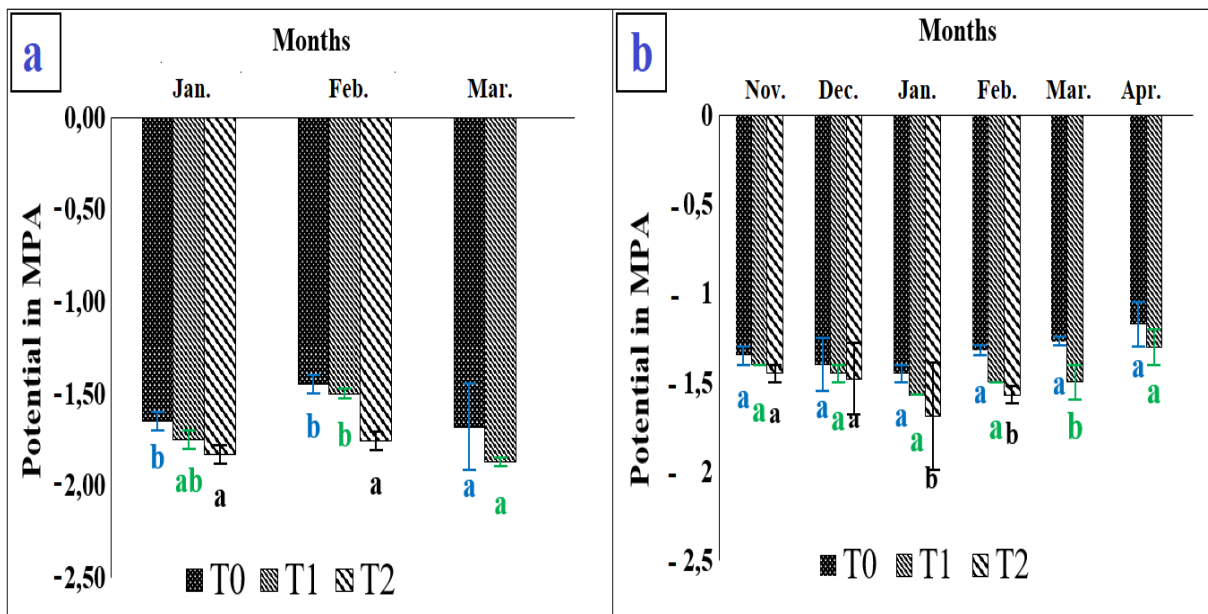 a
Months
Jan. Feb. Mar.
0,00
-0,50
-1,00
-1,50
-2,00
-2,50
Potential in MPA
b ab a
b b a
a a
T0 T1 T2
b
Months
Nov. Dec. Jan. Feb. Mar. Apr.
0
- 0,5
- 1
- 1,5
- 2
- 2,5
Potential in MPA
a a a
a a a
a a b
a a b
a b
a a
T0 T1 T2